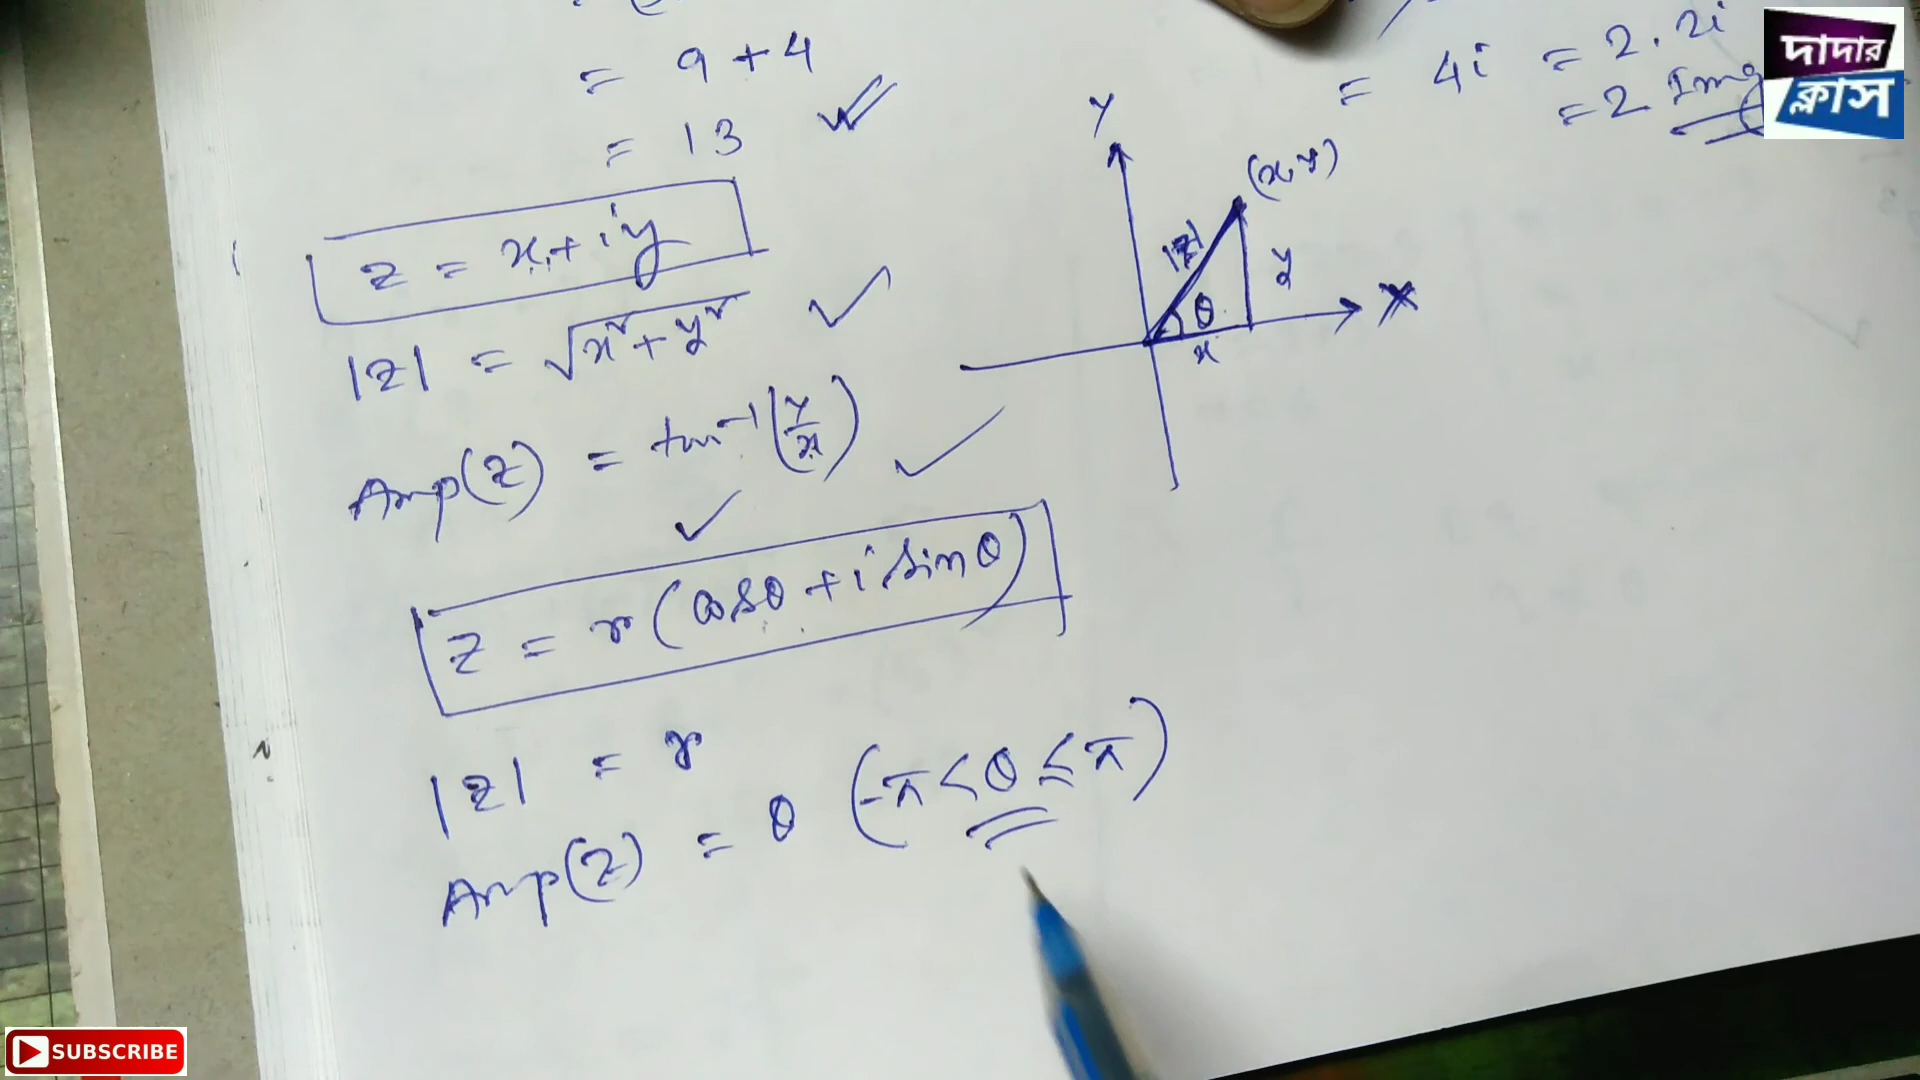 = 9 + 4
= 13
z = x + iy
|z| = √x² + y²
Amp(z) = tan⁻¹(y/x)
z = r(cosθ + i sinθ)
|z| = r
Amp(z) = θ (-π < θ ≤ π)
= 4i = 2.2i
= 2 Img
Y
(x, y)
|z|
y
θ
x
X
দাদার
ক্লাস
SUBSCRIBE